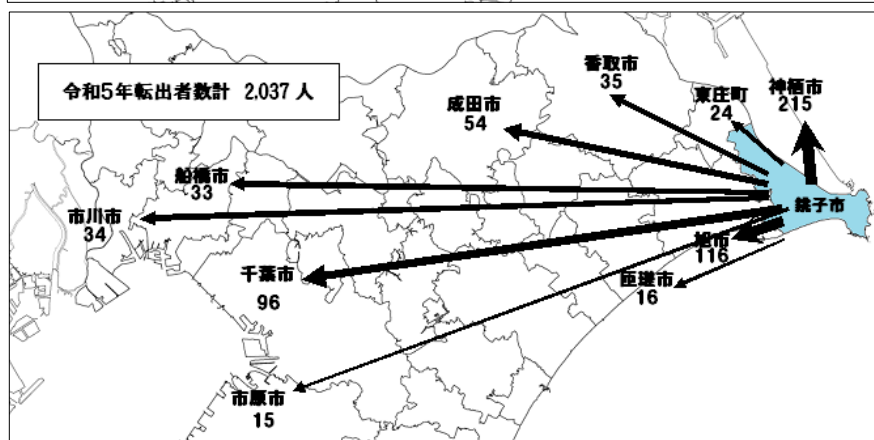 令和5年転出者数計 2,037 人
香取市
35
東庄町
24
神栖市
215
成田市
54
船橋市
33
市川市
34
銚子市
旭市
116
千葉市
96
匝瑳市
16
市原市
15